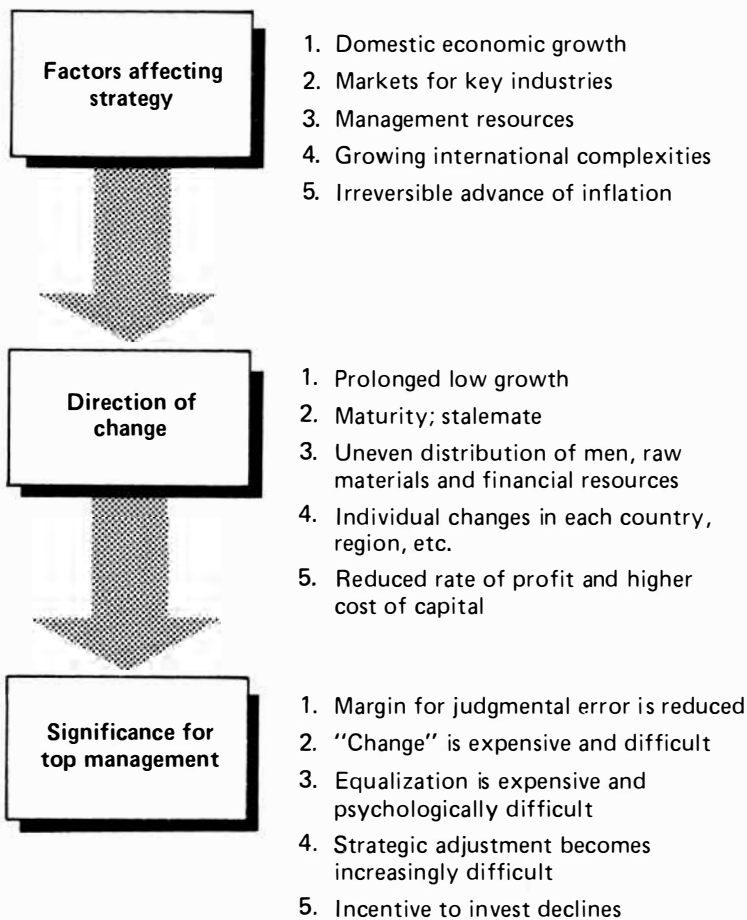 Factors affecting
strategy
1. Domestic economic growth
2. Markets for key industries
3. Management resources
4. Growing international complexities
5. Irreversible advance of inflation
Direction of
change
1. Prolonged low growth
2. Maturity; stalemate
3. Uneven distribution of men, raw
materials and financial resources
4. Individual changes in each country,
region, etc.
5. Reduced rate of profit and higher
cost of capital
Significance for
top management
1. Margin for judgmental error is reduced
2. "Change" is expensive and difficult
3. Equalization is expensive and
psychologically difficult
4. Strategic adjustment becomes
increasingly difficult
5. Incentive to invest declines